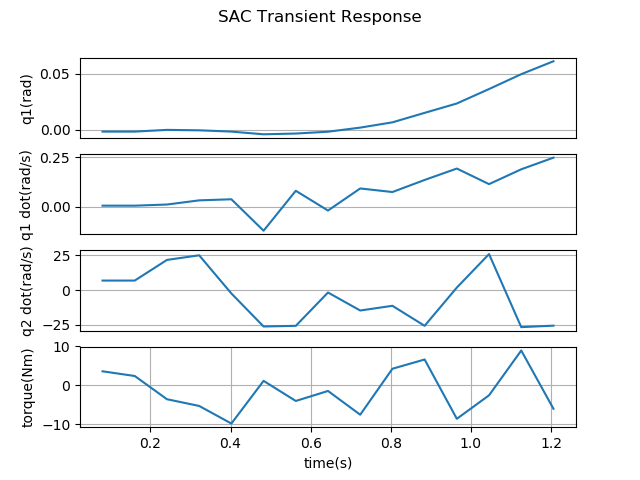 SAC Transient Response
q1(rad)
0.05
0.00
q1 dot(rad/s)
0.25
0.00
q2 dot(rad/s)
25
0
−25
torque(Nm)
10
0
−10
0.2 0.4 0.6 0.8 1.0 1.2
time(s)